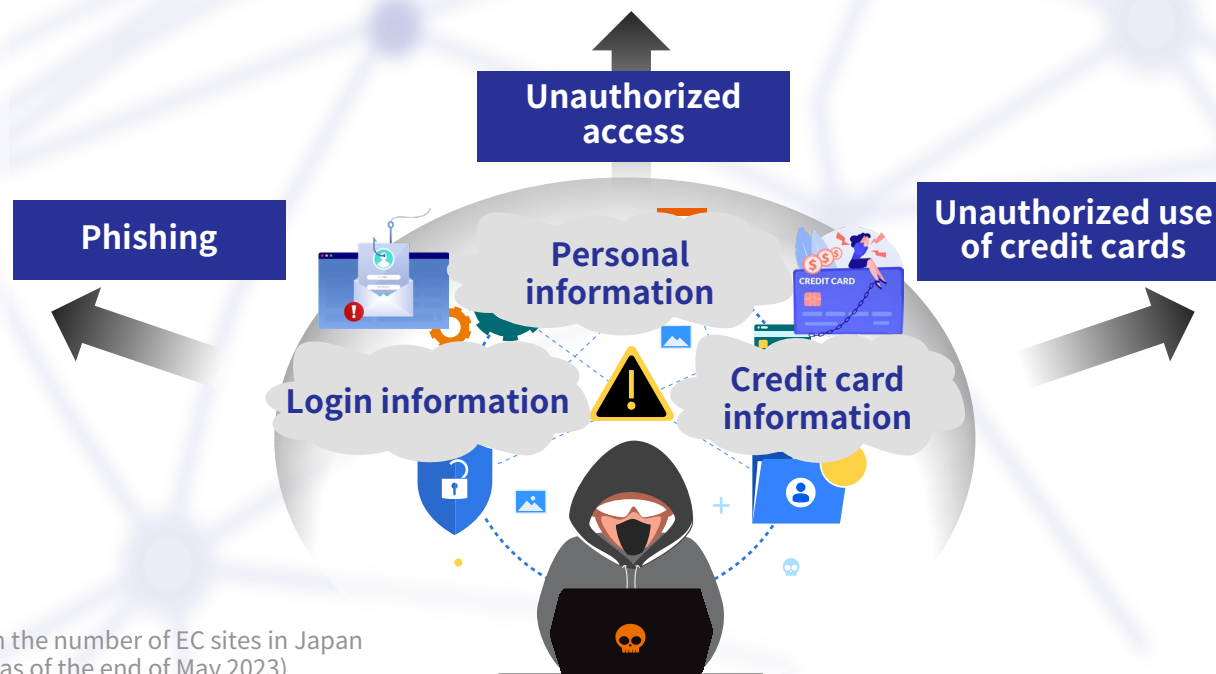 Unauthorized
access
Phishing
Unauthorized use
of credit cards
Personal
information
CREDIT CARD
Login information
Credit card
information
the number of EC sites in Japan
as of the end of May 2023)